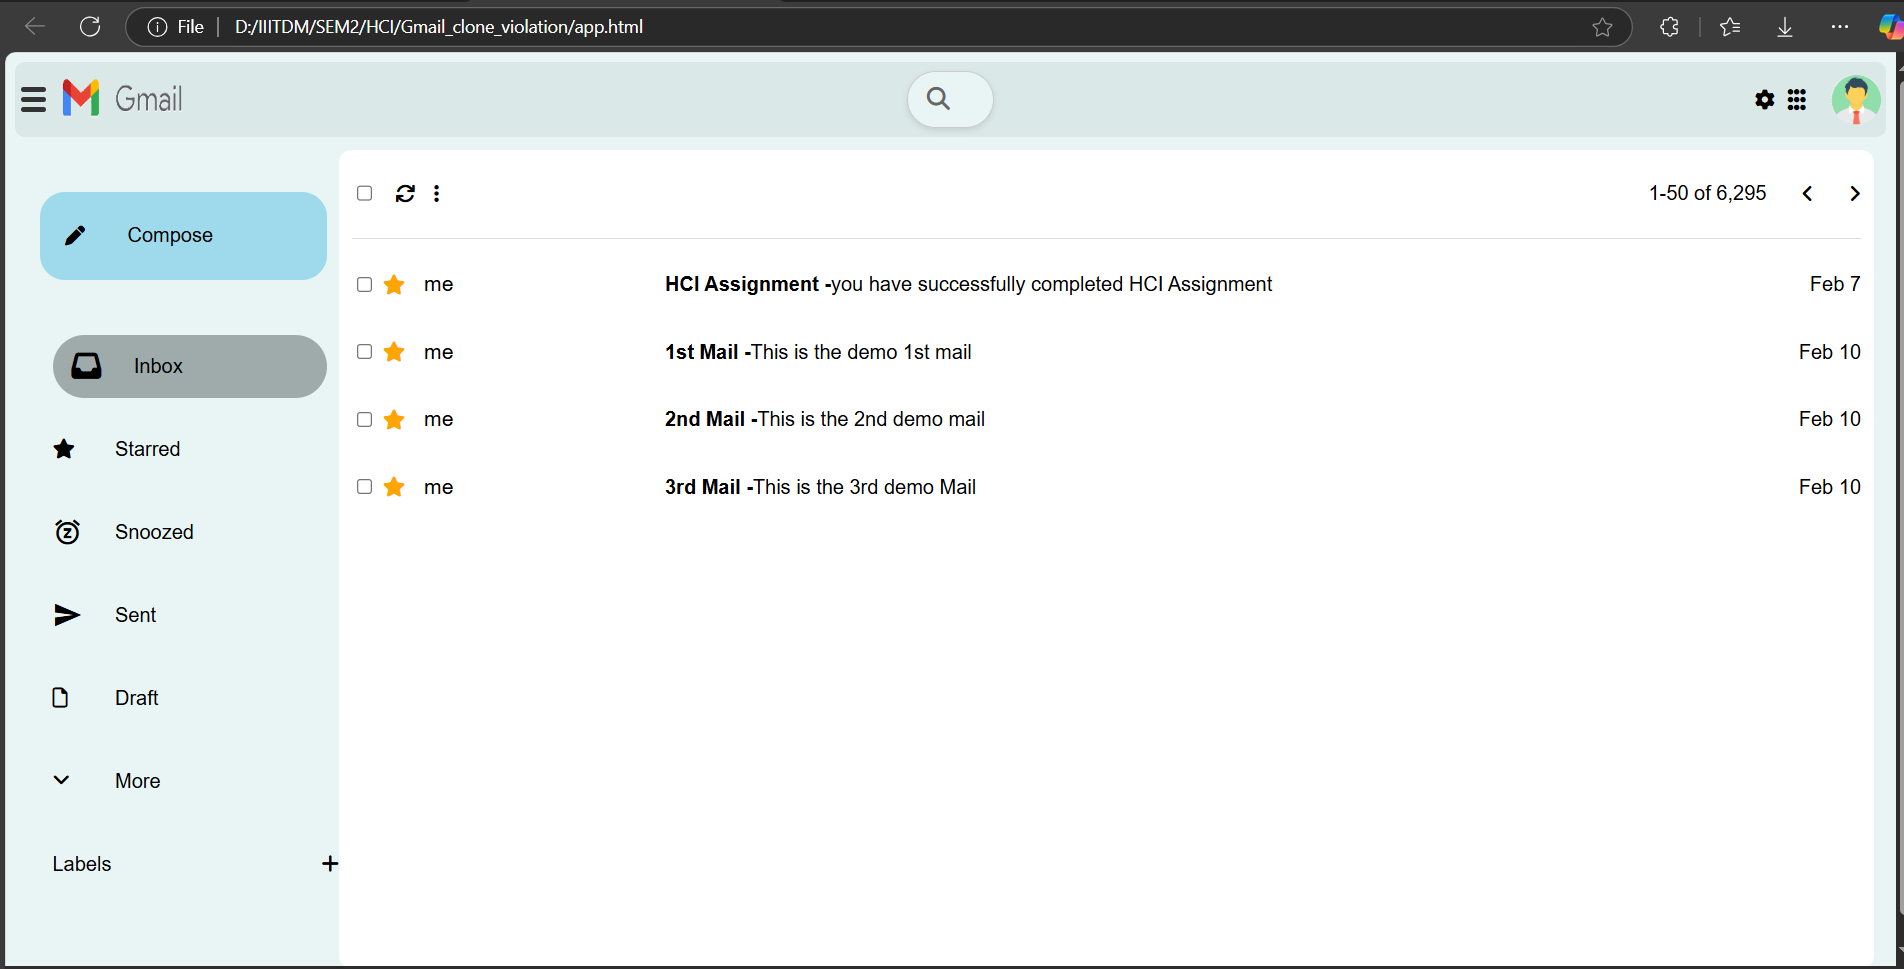 File | D:/IIITDM/SEM2/HCI/Gmail_clone_violation/app.html
Gmail
Compose
1-50 of 6,295
me HCI Assignment -you have successfully completed HCI Assignment Feb 7
Inbox
me 1st Mail -This is the demo 1st mail Feb 10
me 2nd Mail -This is the 2nd demo mail Feb 10
Starred
me 3rd Mail -This is the 3rd demo Mail Feb 10
Snoozed
Sent
Draft
More
Labels +